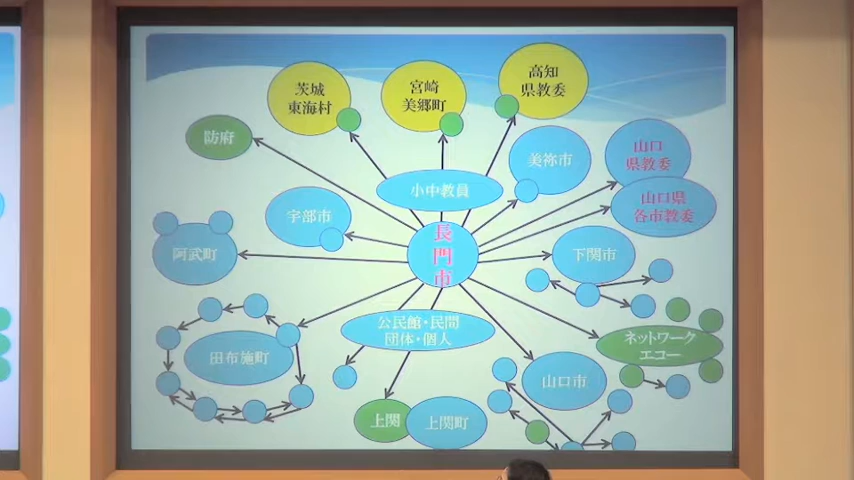 茨城
東海村
宮崎
美郷町
高知
県教委
防府
小中教員
美祢市
山口
県教委
山口県
各市教委
宇部市
長門市
阿武町
下関市
公民館・民間
団体・個人
田布施町
ネットワーク
エコー
山口市
上関
上関町